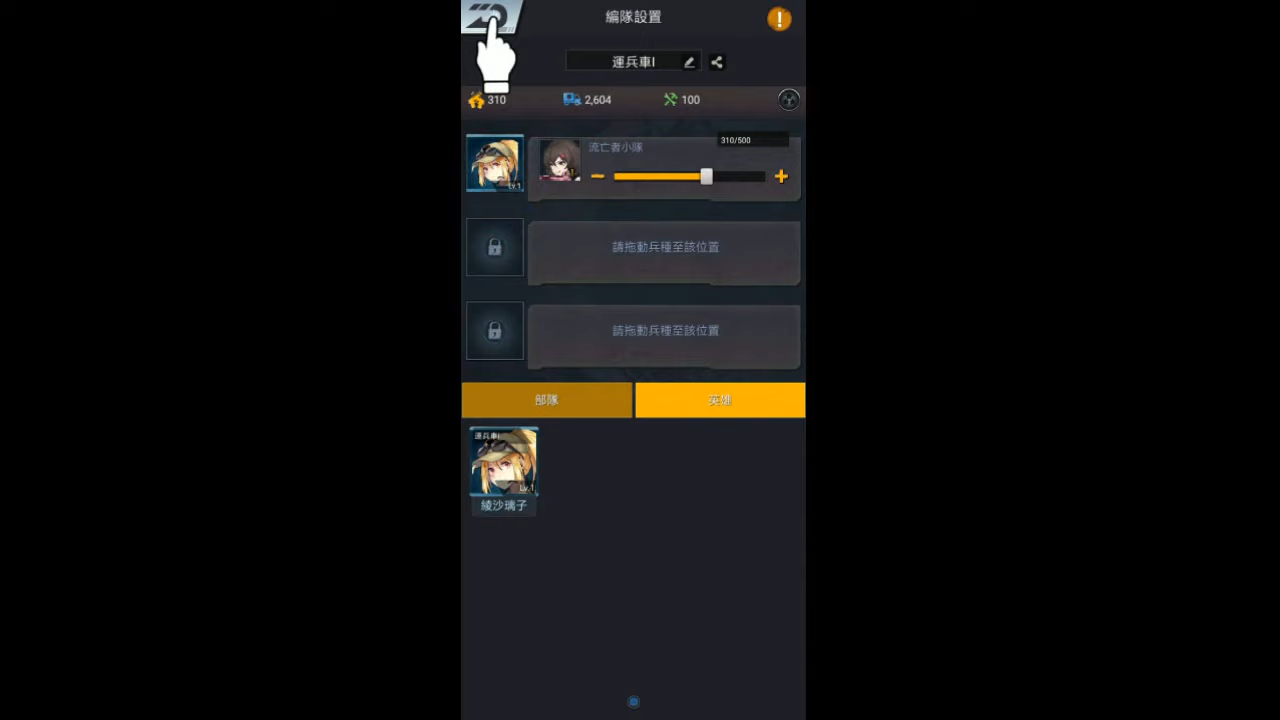 編隊設置
運兵車I
310
2,604
100
310/500
流亡者小隊
Lv.1
請拖動兵種至該位置
請拖動兵種至該位置
部隊
英雄
運兵車I
Lv.1
綾沙璃子